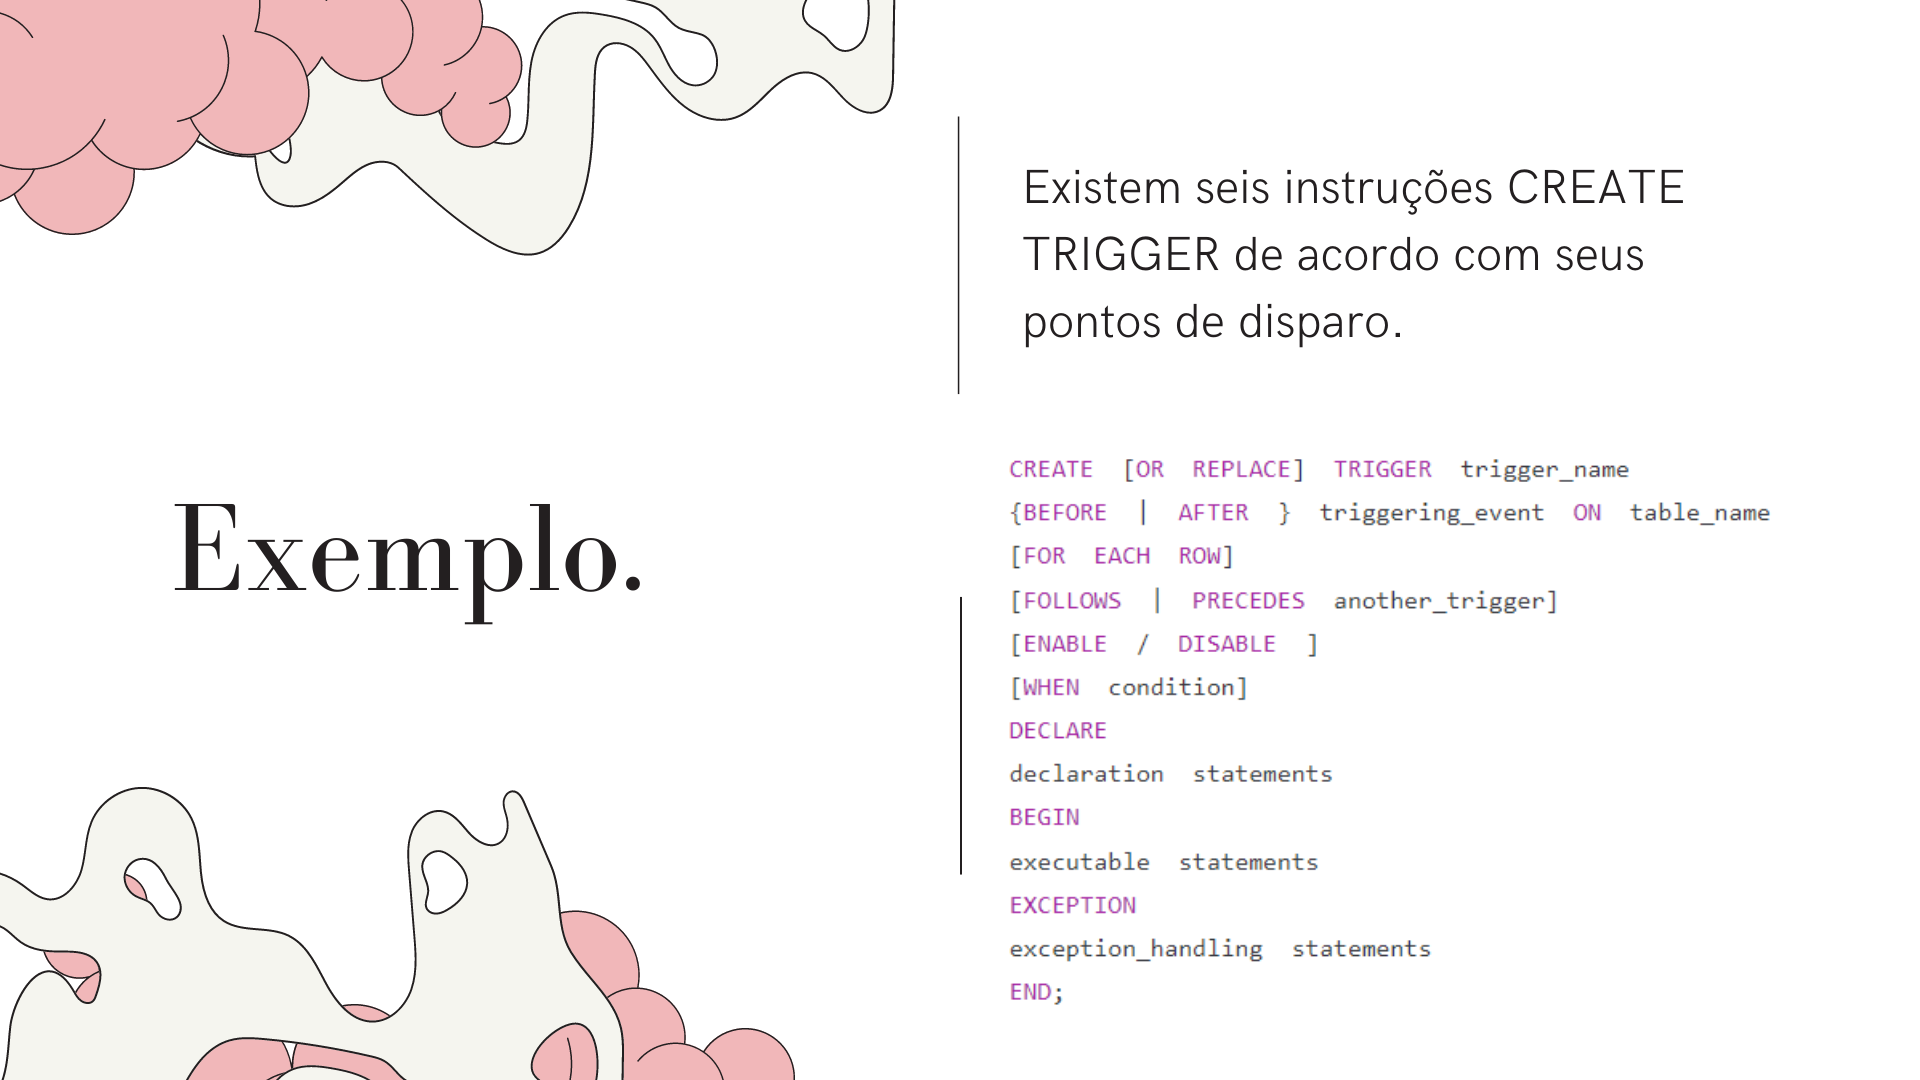 Exemplo.
Existem seis instruções CREATE
TRIGGER de acordo com seus
pontos de disparo.
CREATE [OR REPLACE] TRIGGER trigger_name
{BEFORE | AFTER } triggering_event ON table_name
[FOR EACH ROW]
[FOLLOWS | PRECEDES another_trigger]
[ENABLE / DISABLE ]
[WHEN condition]
DECLARE
declaration statements
BEGIN
executable statements
EXCEPTION
exception_handling statements
END;